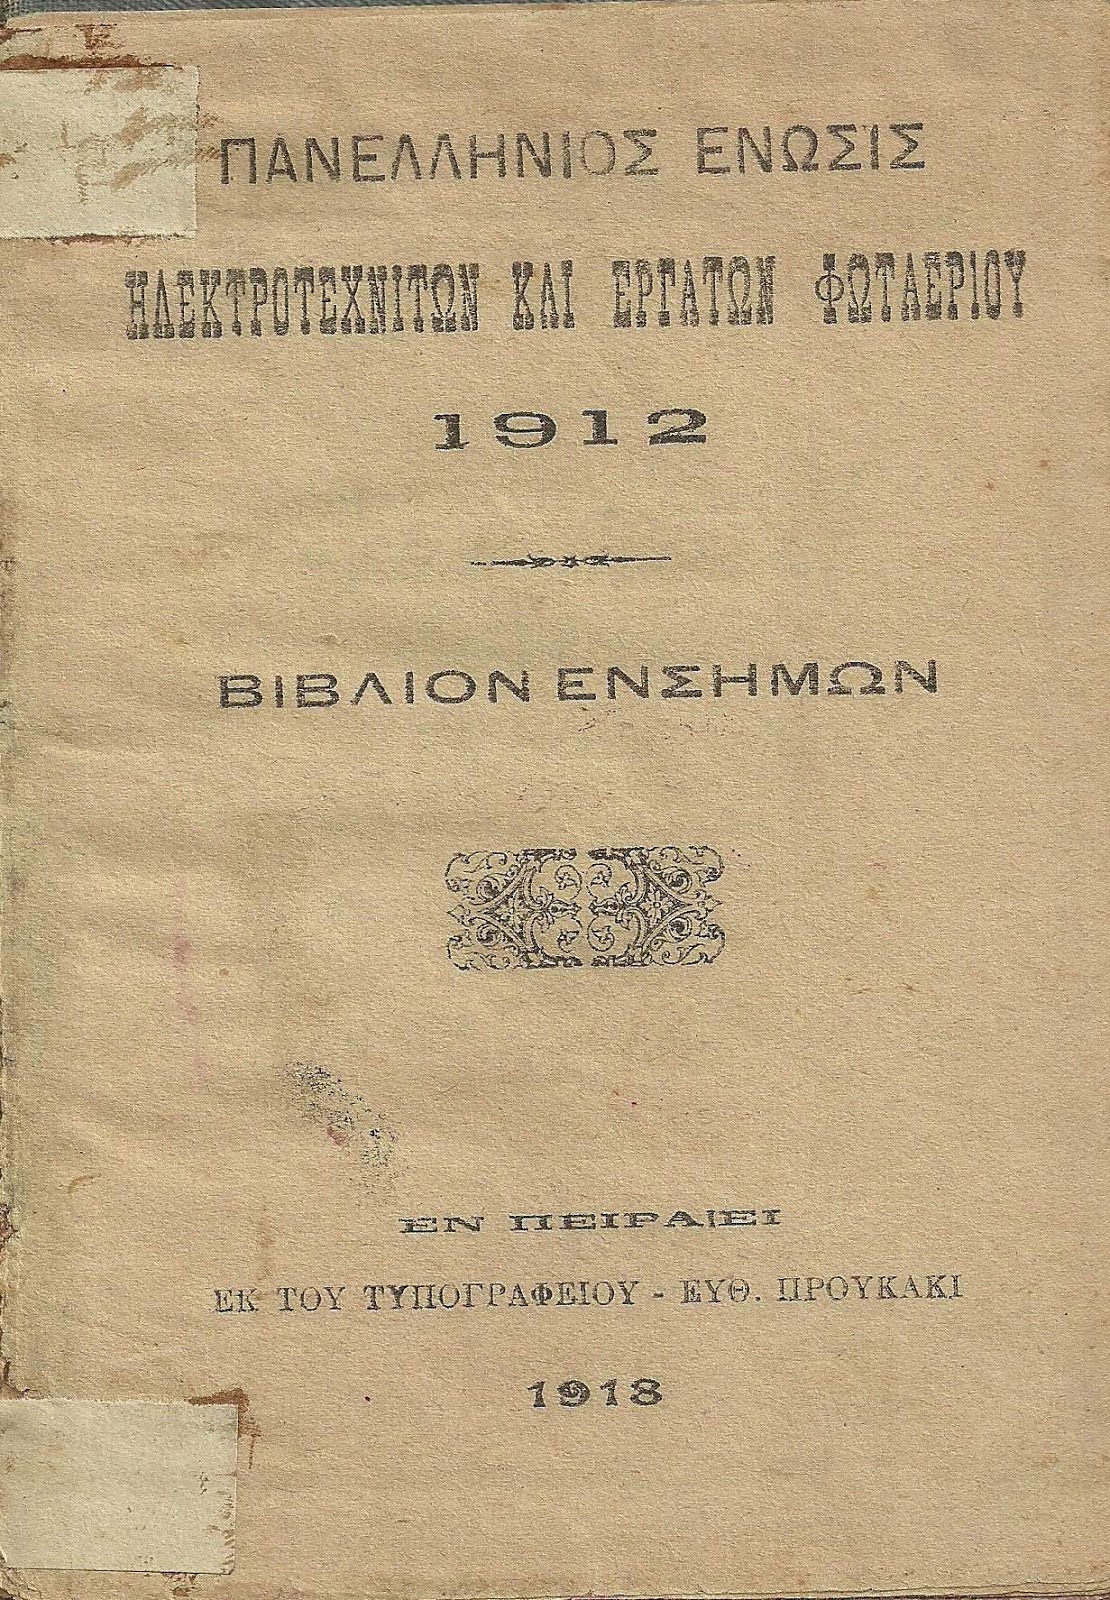 ΠΑΝΕΛΛΗΝΙΟΣ ΕΝΩΣΙΣ
ΗΛΕΚΤΡΟΤΕΧΝΙΤΩΝ ΚΑΙ ΕΡΓΑΤΩΝ ΦΩΤΑΕΡΙΟΥ
1912
ΒΙΒΛΙΟΝ ΕΝΣΗΜΩΝ
ΕΝ ΠΕΙΡΑΙΕΙ
ΕΚ ΤΟΥ ΤΥΠΟΓΡΑΦΕΙΟΥ - ΕΥΘ. ΠΡΟΥΚΑΚΙ
1918